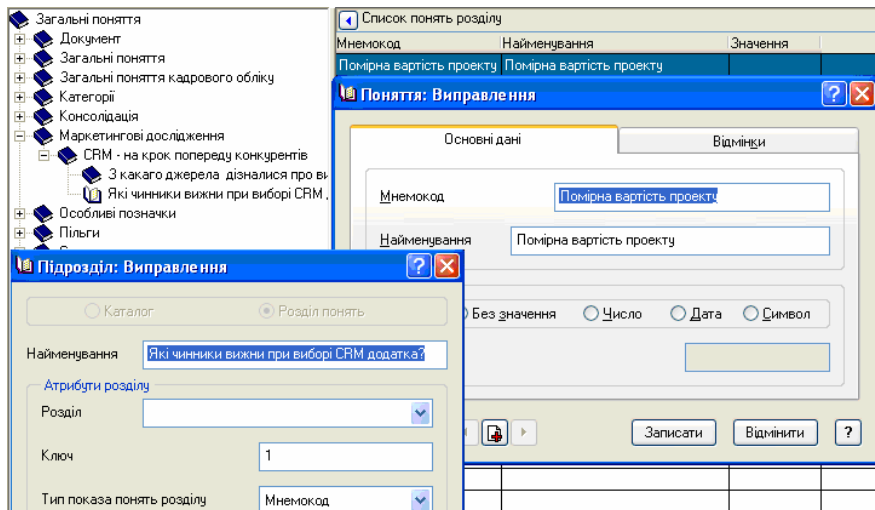 Загальні поняття
Документ
Загальні поняття
Загальні поняття кадрового обліку
Категорії
Консолідація
Маркетингові дослідження
CRM - на крок попереду конкурентів
З какаго джерела дізналися про ви
Які чинники вижни при виборі CRM
Особливі позначки
Пільги
Список понять розділу
Мнемокод Найменування Значення
Помірна вартість проекту Помірна вартість проекту
Поняття: Виправлення
Основні дані Відмінки
Мнемокод Помірна вартість проекту
Найменування Помірна вартість проекту
Без значення Число Дата Символ
Записати Відмінити ?
Підрозділ: Виправлення
Каталог Розділ понять
Найменування Які чинники вижни при виборі CRM додатка?
Атрибути розділу
Розділ
Ключ 1
Тип показа понять розділу Мнемокод